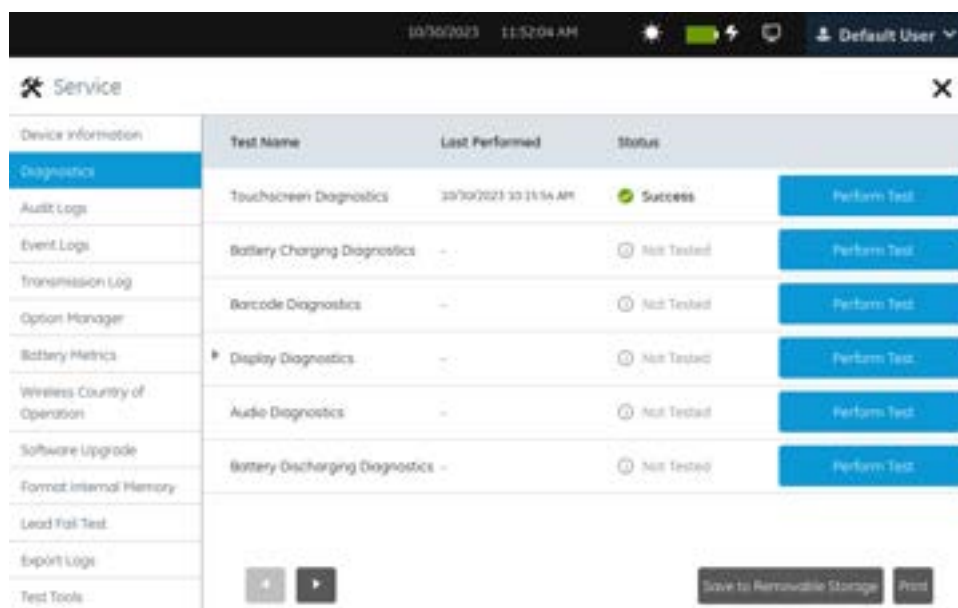 10/30/2023 11:52:04 AM Default User
Service
Device Information
Diagnostics
Audit Logs
Event Logs
Transmission Log
Option Manager
Battery Metrics
Wireless Country of
Operation
Software Upgrade
Format Internal Memory
Lead Fail Test
Export Logs
Test Tools
Test Name Last Performed Status
Touchscreen Diagnostics 10/30/2023 10:15:54 AM Success Perform Test
Battery Charging Diagnostics - Not Tested Perform Test
Barcode Diagnostics - Not Tested Perform Test
Display Diagnostics - Not Tested Perform Test
Audio Diagnostics - Not Tested Perform Test
Battery Discharging Diagnostics - Not Tested Perform Test
Save to Removable Storage Print